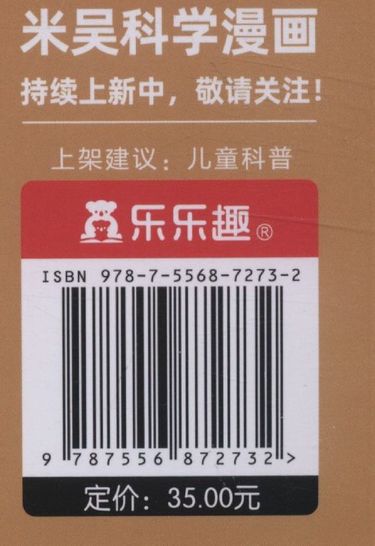 米吴科学漫画
持续上新中，敬请关注！
上架建议：儿童科普
乐乐趣®
ISBN 978-7-5568-7273-2
9 787556 872732 >
定价：35.00元